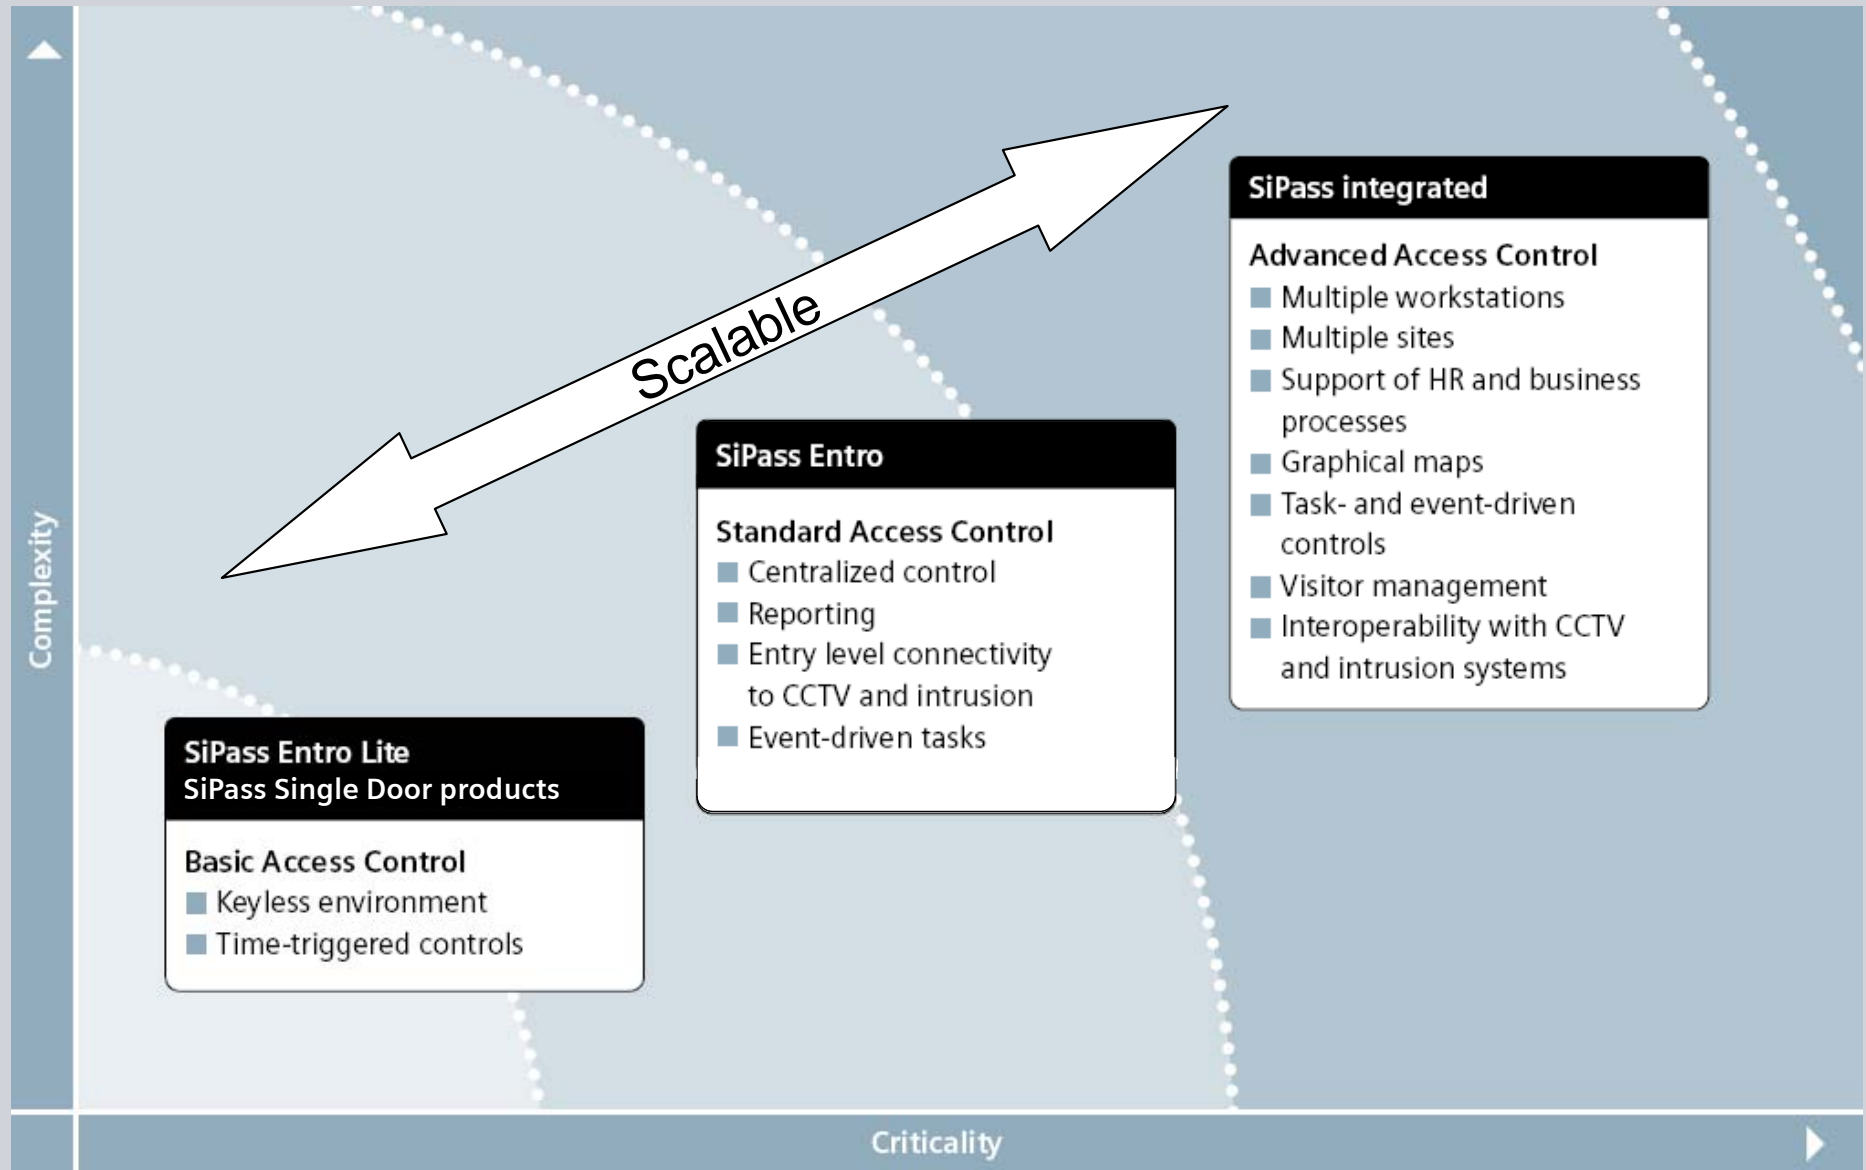 Complexity
Scalable
SiPass integrated
Advanced Access Control
Multiple workstations
Multiple sites
Support of HR and business
processes
Graphical maps
Task- and event-driven
controls
Visitor management
Interoperability with CCTV
and intrusion systems
SiPass Entro
Standard Access Control
Centralized control
Reporting
Entry level connectivity
to CCTV and intrusion
Event-driven tasks
SiPass Entro Lite
SiPass Single Door products
Basic Access Control
Keyless environment
Time-triggered controls
Criticality